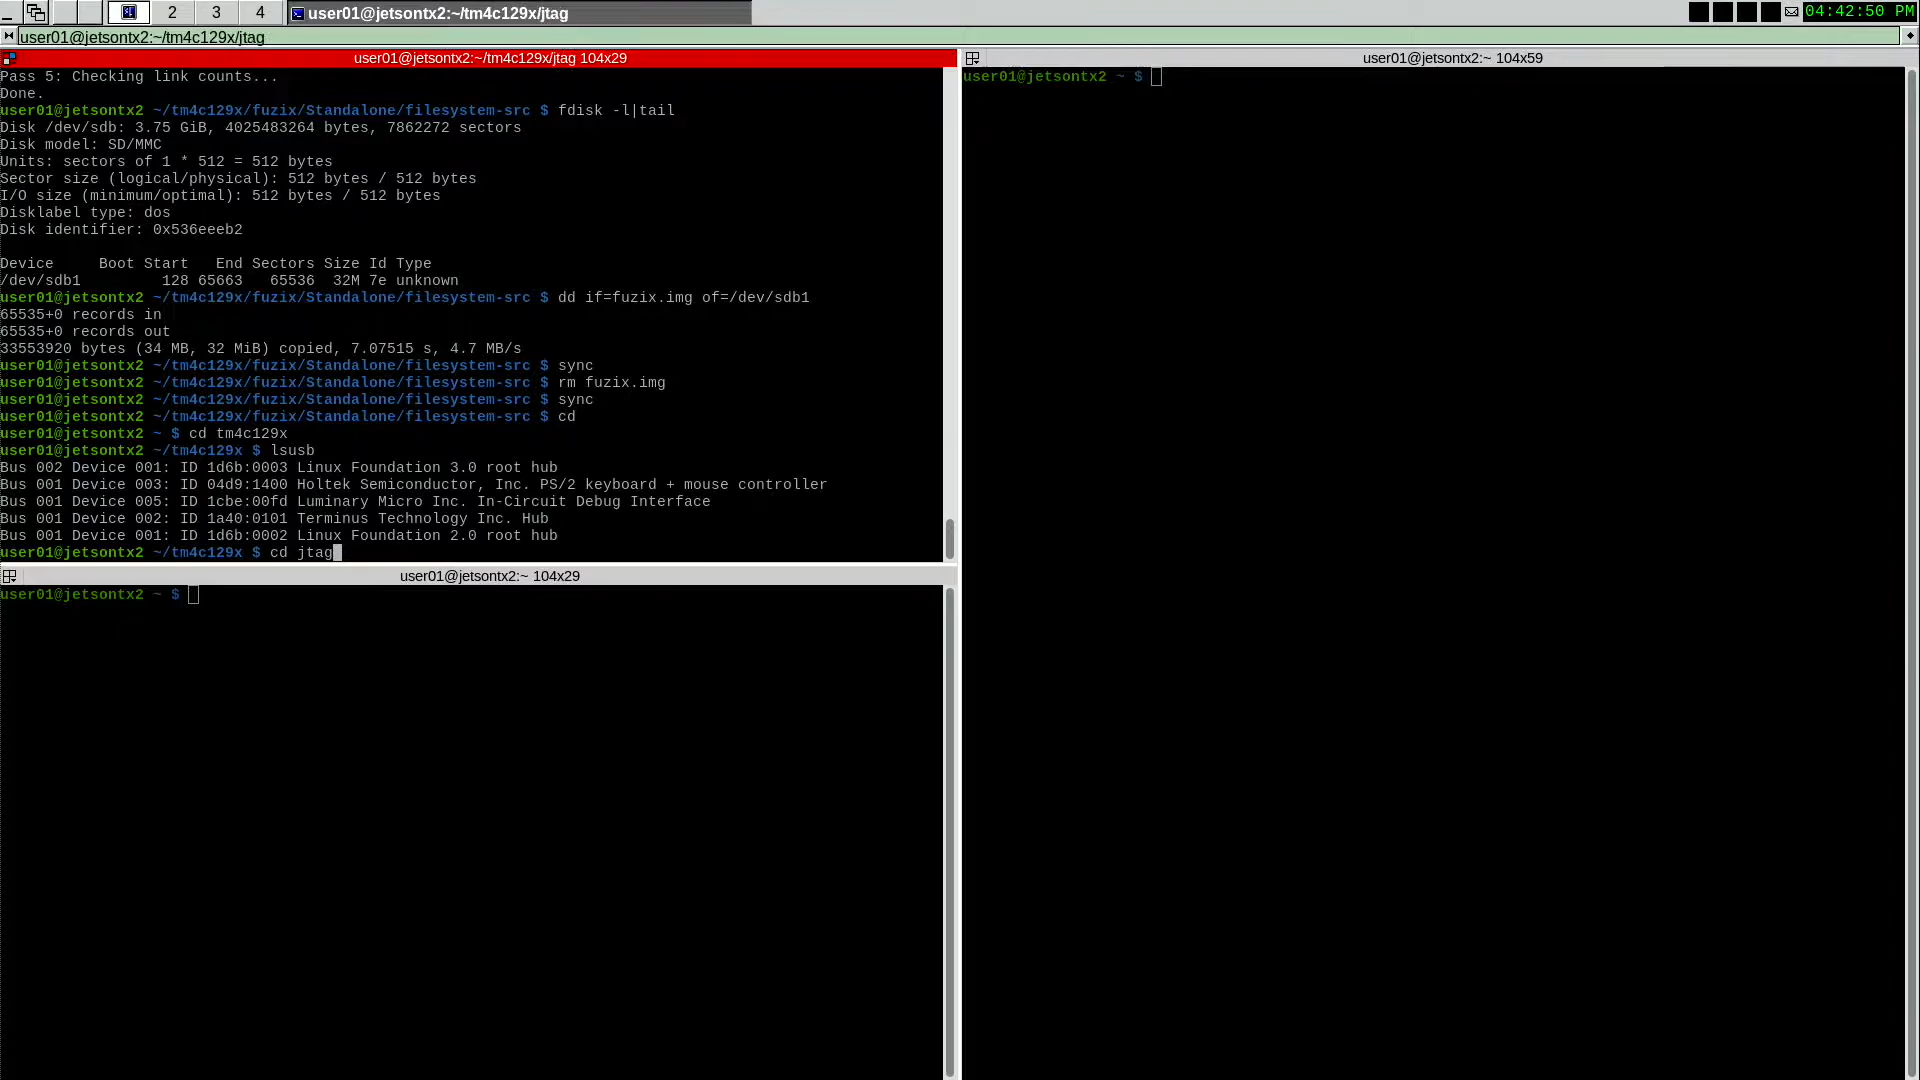 2 3 4 user01@jetsontx2:~/tm4c129x/jtag 04:42:50 PM
user01@jetsontx2:~/tm4c129x/jtag
user01@jetsontx2:~/tm4c129x/jtag 104x29
Pass 5: Checking link counts...
Done.
user01@jetsontx2 ~/tm4c129x/fuzix/Standalone/filesystem-src $ fdisk -l|tail
Disk /dev/sdb: 3.75 GiB, 4025483264 bytes, 7862272 sectors
Disk model: SD/MMC
Units: sectors of 1 * 512 = 512 bytes
Sector size (logical/physical): 512 bytes / 512 bytes
I/O size (minimum/optimal): 512 bytes / 512 bytes
Disklabel type: dos
Disk identifier: 0x536eeeb2
Device     Boot Start   End Sectors Size Id Type
/dev/sdb1         128 65663   65536  32M 7e unknown
user01@jetsontx2 ~/tm4c129x/fuzix/Standalone/filesystem-src $ dd if=fuzix.img of=/dev/sdb1
65535+0 records in
65535+0 records out
33553920 bytes (34 MB, 32 MiB) copied, 7.07515 s, 4.7 MB/s
user01@jetsontx2 ~/tm4c129x/fuzix/Standalone/filesystem-src $ sync
user01@jetsontx2 ~/tm4c129x/fuzix/Standalone/filesystem-src $ rm fuzix.img
user01@jetsontx2 ~/tm4c129x/fuzix/Standalone/filesystem-src $ sync
user01@jetsontx2 ~/tm4c129x/fuzix/Standalone/filesystem-src $ cd
user01@jetsontx2 ~ $ cd tm4c129x
user01@jetsontx2 ~/tm4c129x $ lsusb
Bus 002 Device 001: ID 1d6b:0003 Linux Foundation 3.0 root hub
Bus 001 Device 003: ID 04d9:1400 Holtek Semiconductor, Inc. PS/2 keyboard + mouse controller
Bus 001 Device 005: ID 1cbe:00fd Luminary Micro Inc. In-Circuit Debug Interface
Bus 001 Device 002: ID 1a40:0101 Terminus Technology Inc. Hub
Bus 001 Device 001: ID 1d6b:0002 Linux Foundation 2.0 root hub
user01@jetsontx2 ~/tm4c129x $ cd jtag
user01@jetsontx2:~ 104x29
user01@jetsontx2 ~ $
user01@jetsontx2:~ 104x59
user01@jetsontx2 ~ $